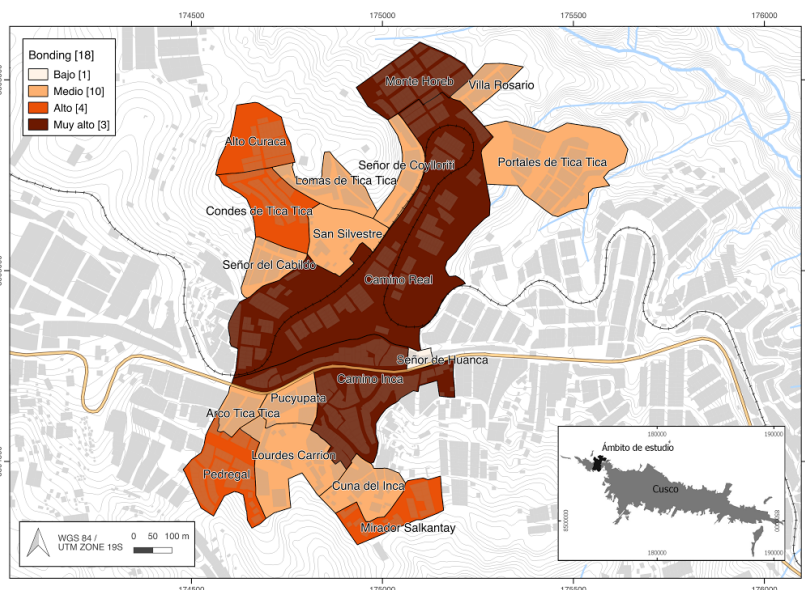 174500 175000 175500 176000
Bonding [18]
Bajo [1]
Medio [10]
Alto [4]
Muy alto [3]
Monte Horeb
Villa Rosario
Alto Curaca
Señor de Coylloriti
Portales de Tica Tica
Lomas de Tica Tica
Condes de Tica Tica
San Silvestre
Señor del Cabildo
Camino Real
Señor de Huanca
Camino Inca
Pucyupata
Arco Tica Tica
Lourdes Carrion
Pedregal
Cuna del Inca
Mirador Salkantay
180000 190000
Ámbito de estudio
Cusco
180000 190000
WGS 84 /
UTM ZONE 19S
0 50 100 m
174500 175000 175500 176000